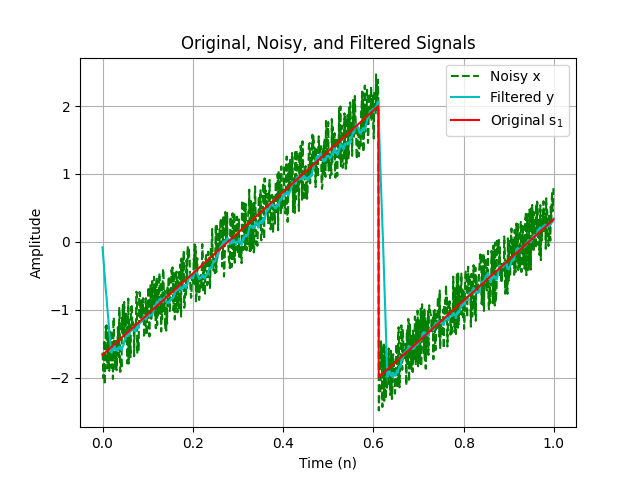 Original, Noisy, and Filtered Signals
Noisy x
Filtered y
Original s₁
Amplitude
2
1
0
−1
−2
0.0 0.2 0.4 0.6 0.8 1.0
Time (n)